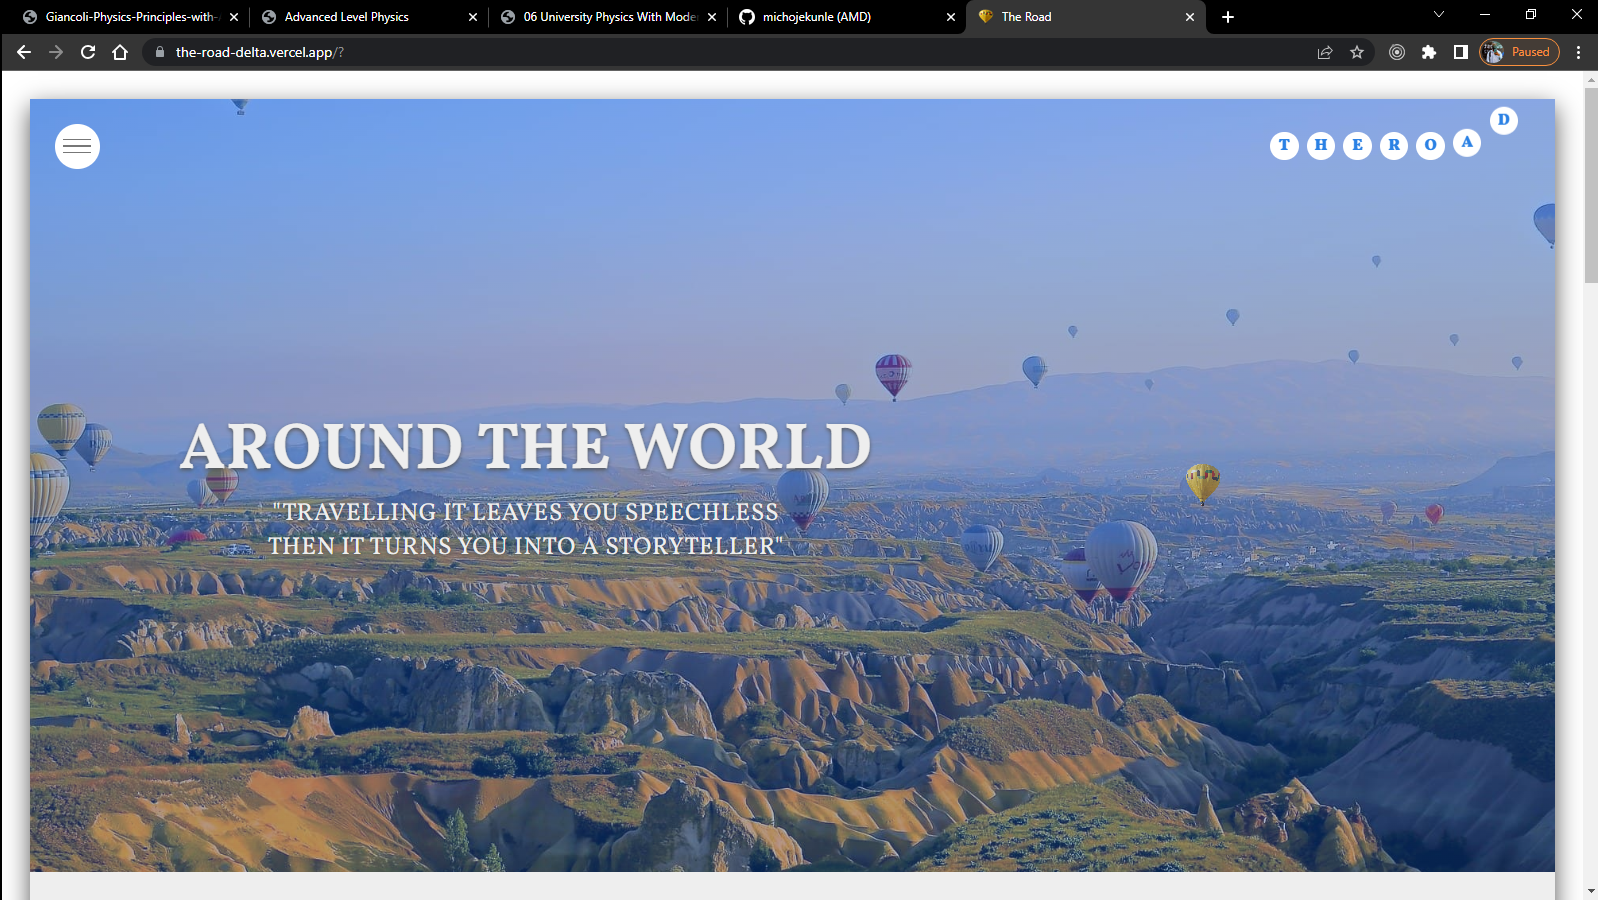 Giancoli-Physics-Principles-with-
Advanced Level Physics
06 University Physics With Mode
michojekunle (AMD)
The Road
the-road-delta.vercel.app/?
Paused
T H E R O A D
AROUND THE WORLD
"TRAVELLING IT LEAVES YOU SPEECHLESS
THEN IT TURNS YOU INTO A STORYTELLER"